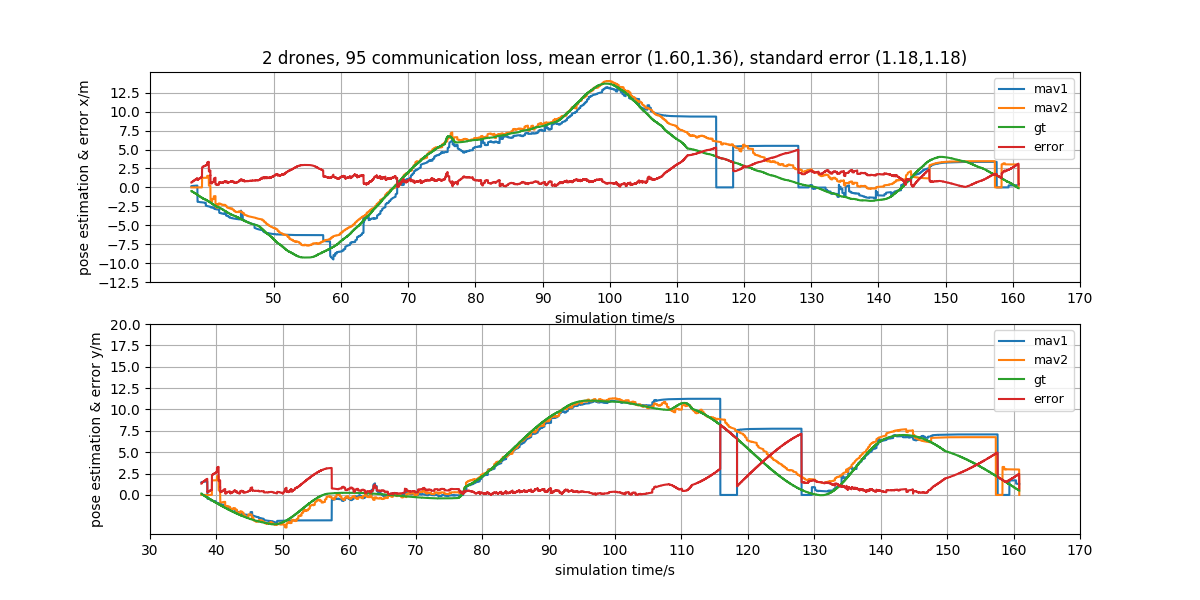 2 drones, 95 communication loss, mean error (1.60,1.36), standard error (1.18,1.18)
pose estimation & error x/m
12.5
10.0
7.5
5.0
2.5
0.0
−2.5
−5.0
−7.5
−10.0
−12.5
mav1
mav2
gt
error
50 60 70 80 90 100 110 120 130 140 150 160 170
simulation time/s
pose estimation & error y/m
20.0
17.5
15.0
12.5
10.0
7.5
5.0
2.5
0.0
mav1
mav2
gt
error
30 40 50 60 70 80 90 100 110 120 130 140 150 160 170
simulation time/s